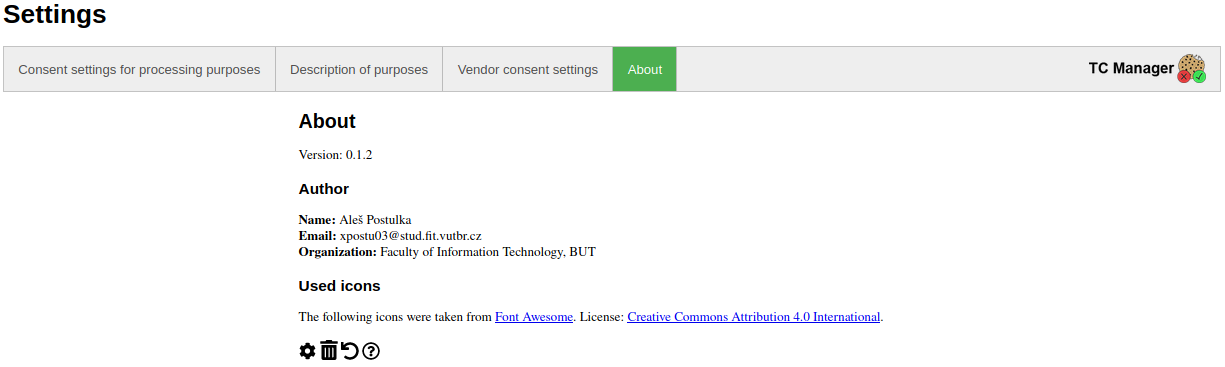 Settings
Consent settings for processing purposes Description of purposes Vendor consent settings About TC Manager
About
Version: 0.1.2
Author
Name: Aleš Postulka
Email: xpostu03@stud.fit.vutbr.cz
Organization: Faculty of Information Technology, BUT
Used icons
The following icons were taken from Font Awesome. License: Creative Commons Attribution 4.0 International.